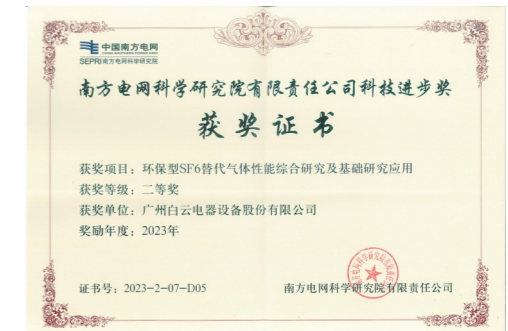 中国南方电网
SEPRI南方电网科学研究院
南方电网科学研究院有限责任公司科技进步奖
获奖证书
获奖项目：环保型SF6替代气体性能综合研究及基础研究应用
获奖等级：二等奖
获奖单位：广州白云电器设备股份有限公司
奖励年度：2023年
证书号：2023-2-07-D05
南方电网科学研究院有限责任公司